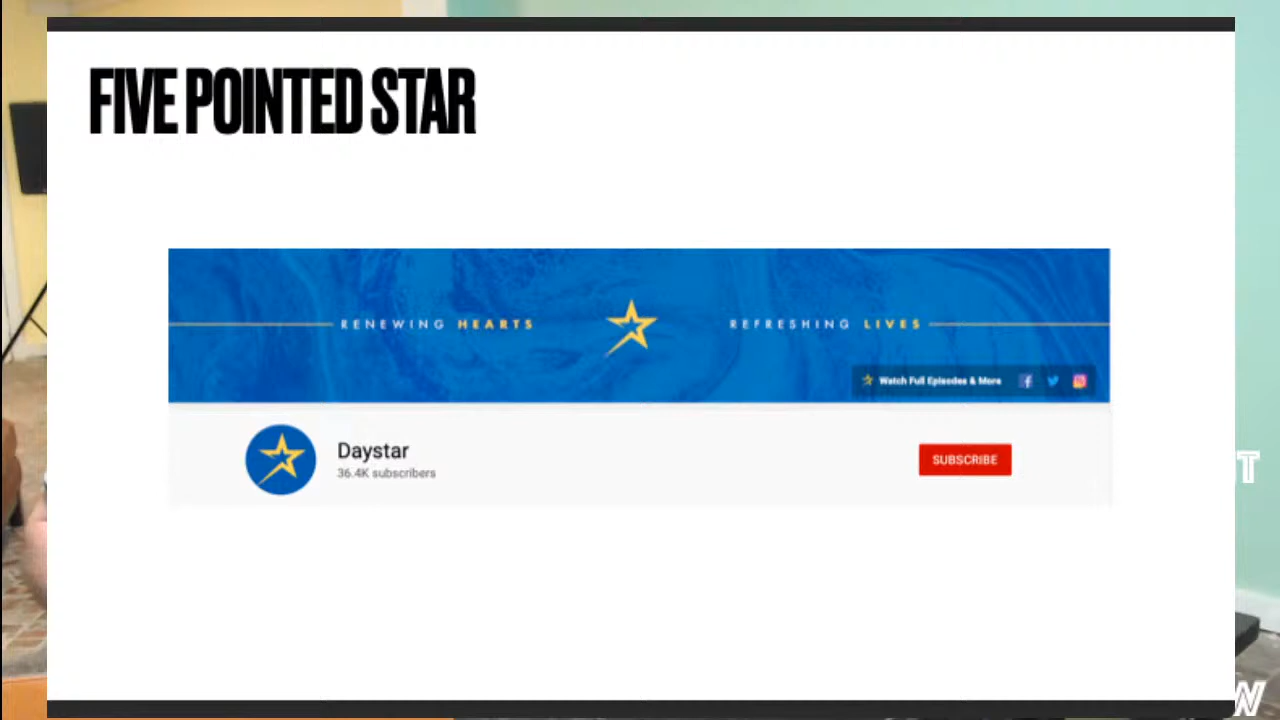 FIVE POINTED STAR
RENEWING HEARTS REFRESHING LIVES
Watch Full Episodes & More
Daystar
36.4K subscribers
SUBSCRIBE